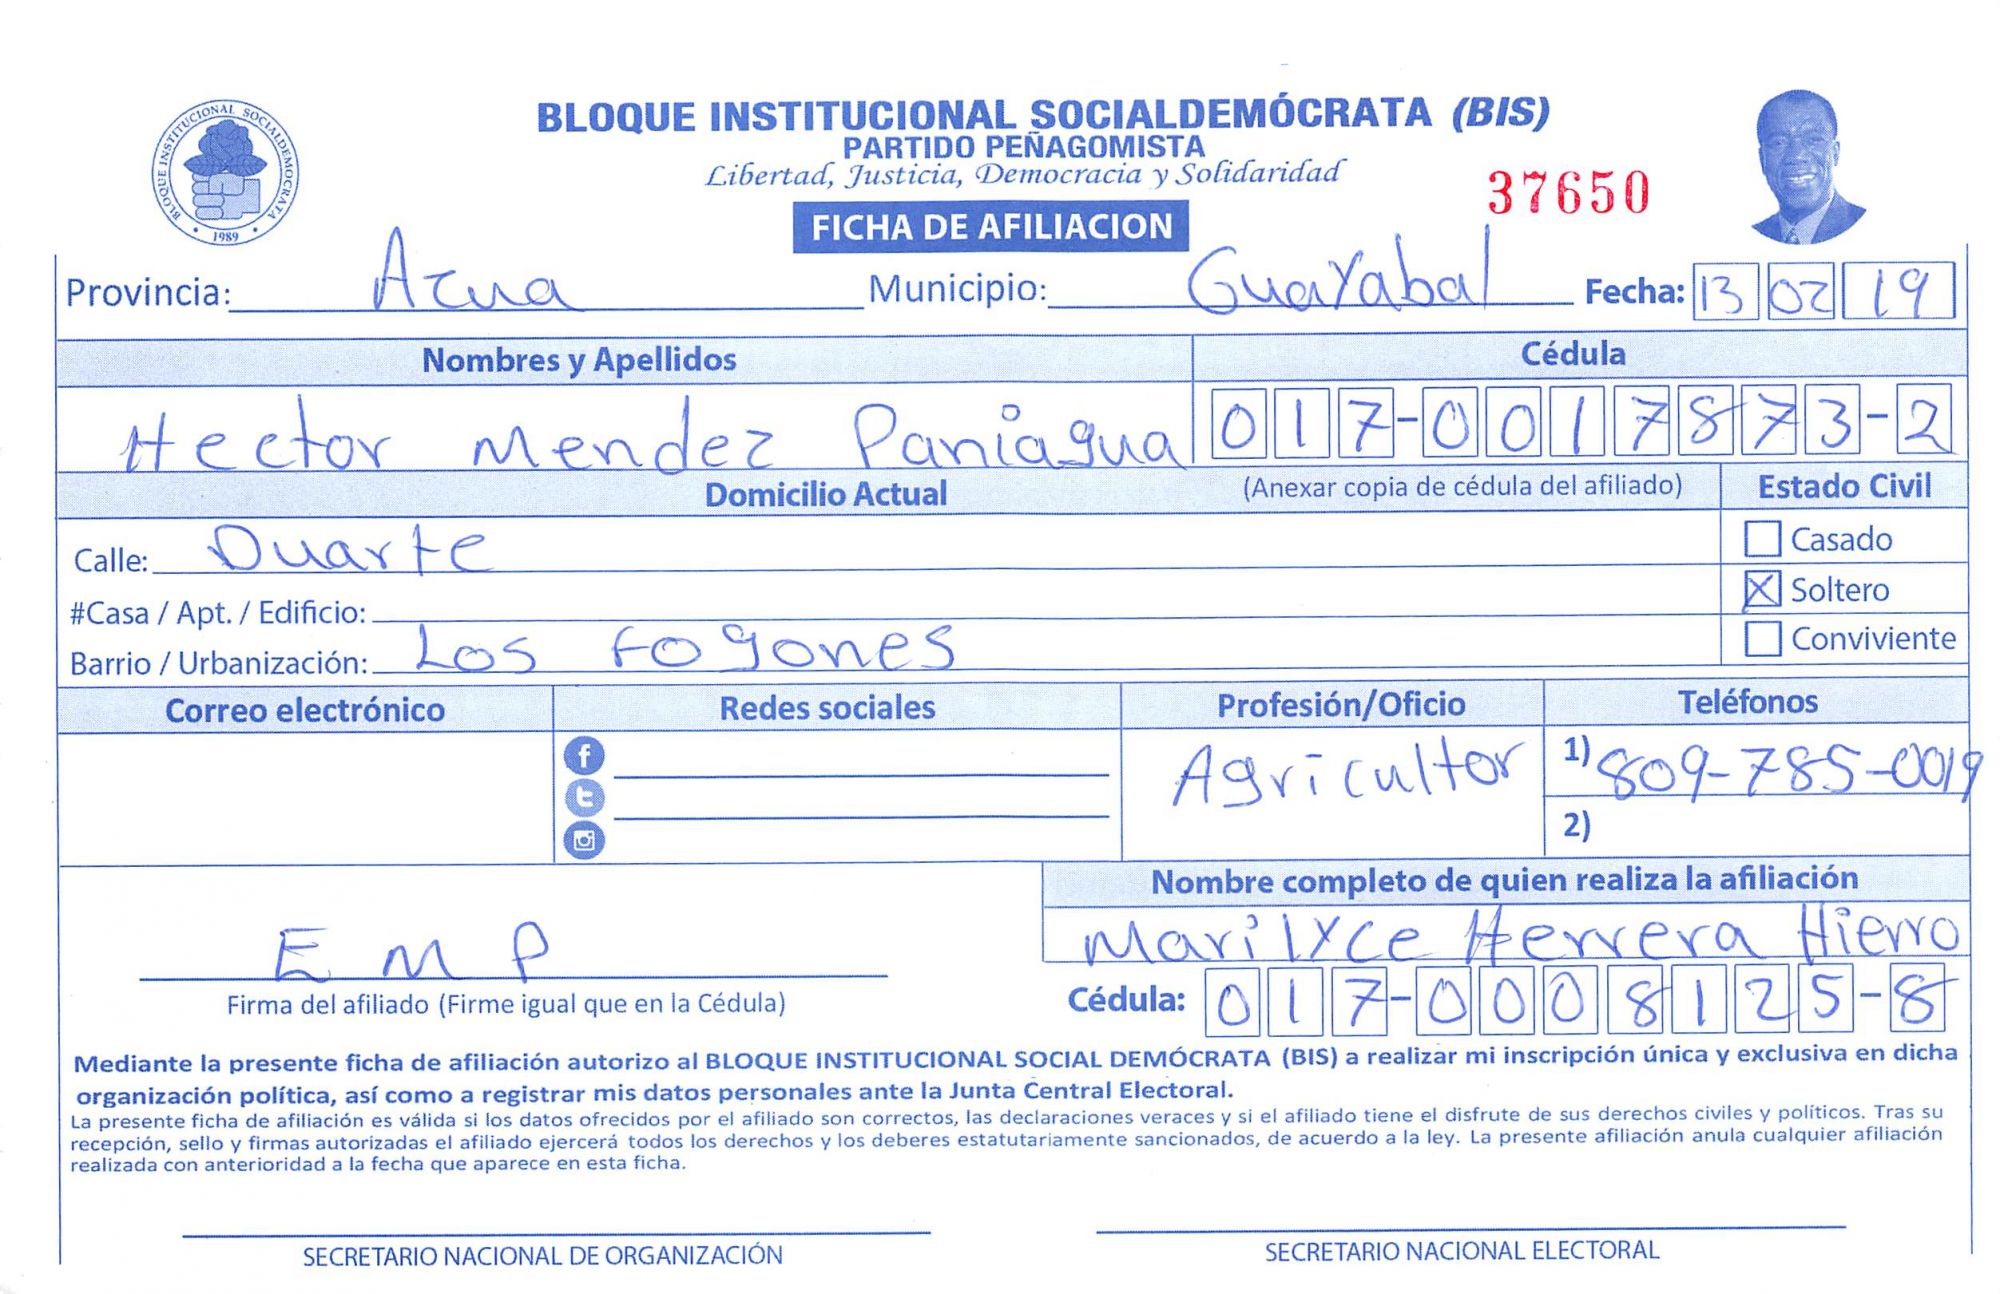 BLOQUE INSTITUCIONAL SOCIALDEMOCRATA
1989
BLOQUE INSTITUCIONAL SOCIALDEMÓCRATA (BIS)
PARTIDO PEÑAGOMISTA
Libertad, Justicia, Democracia y Solidaridad
37650
FICHA DE AFILIACION
Provincia: Azua Municipio: Guayabal Fecha: 13 02 19
Nombres y Apellidos Cédula
Hector Mendez Paniagua 017-0017873-2
Domicilio Actual (Anexar copia de cédula del afiliado) Estado Civil
Calle: Duarte Casado
#Casa / Apt. / Edificio: X Soltero
Barrio / Urbanización: Los Fogones Conviviente
Correo electrónico Redes sociales Profesión/Oficio Teléfonos
Agricultor 1) 809-785-0019
2)
Nombre completo de quien realiza la afiliación
Marilyce Herrera Hierro
E M P
Firma del afiliado (Firme igual que en la Cédula) Cédula: 017-0008125-8
Mediante la presente ficha de afiliación autorizo al BLOQUE INSTITUCIONAL SOCIAL DEMÓCRATA (BIS) a realizar mi inscripción única y exclusiva en dicha
organización política, así como a registrar mis datos personales ante la Junta Central Electoral.
La presente ficha de afiliación es válida si los datos ofrecidos por el afiliado son correctos, las declaraciones veraces y si el afiliado tiene el disfrute de sus derechos civiles y políticos. Tras su
recepción, sello y firmas autorizadas el afiliado ejercerá todos los derechos y los deberes estatutariamente sancionados, de acuerdo a la ley. La presente afiliación anula cualquier afiliación
realizada con anterioridad a la fecha que aparece en esta ficha.
SECRETARIO NACIONAL DE ORGANIZACIÓN SECRETARIO NACIONAL ELECTORAL